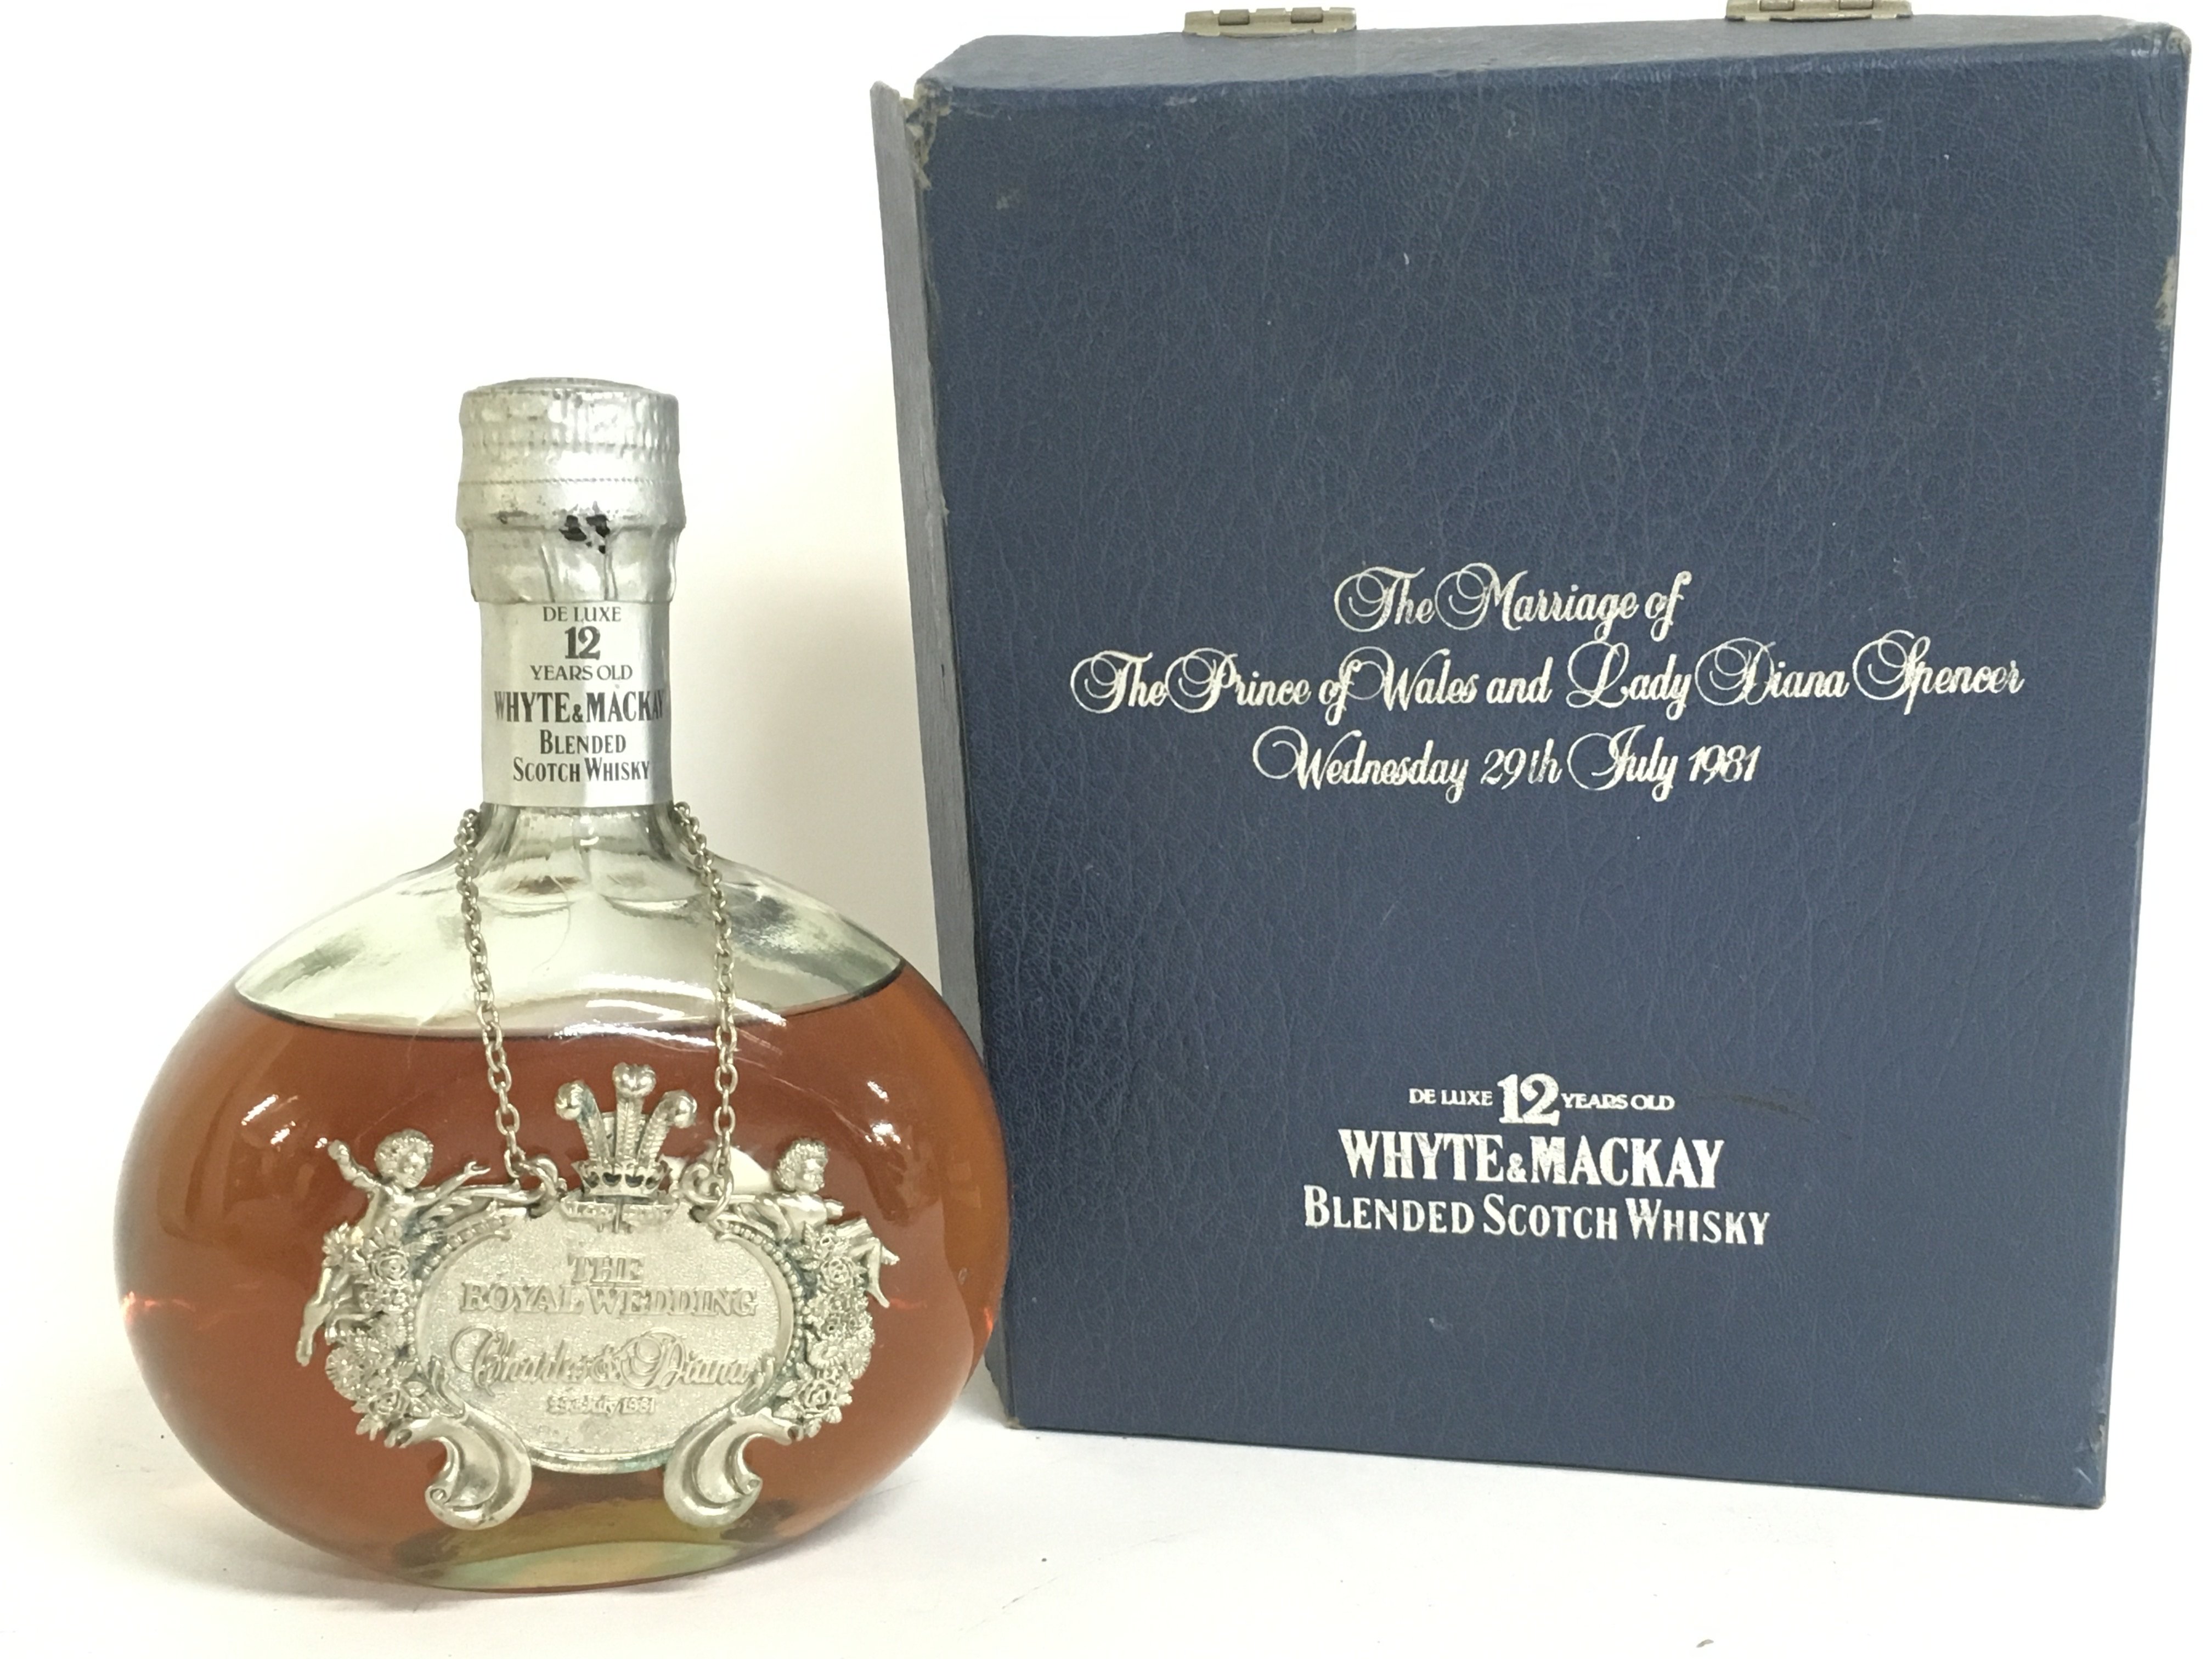 DE LUXE
12
YEARS OLD
WHYTE & MACKAY
BLENDED
SCOTCH WHISKY
THE
ROYAL WEDDING
Charles & Diana
29th July 1981
The Marriage of
The Prince of Wales and Lady Diana Spencer
Wednesday 29th July 1981
DE LUXE 12 YEARS OLD
WHYTE & MACKAY
BLENDED SCOTCH WHISKY